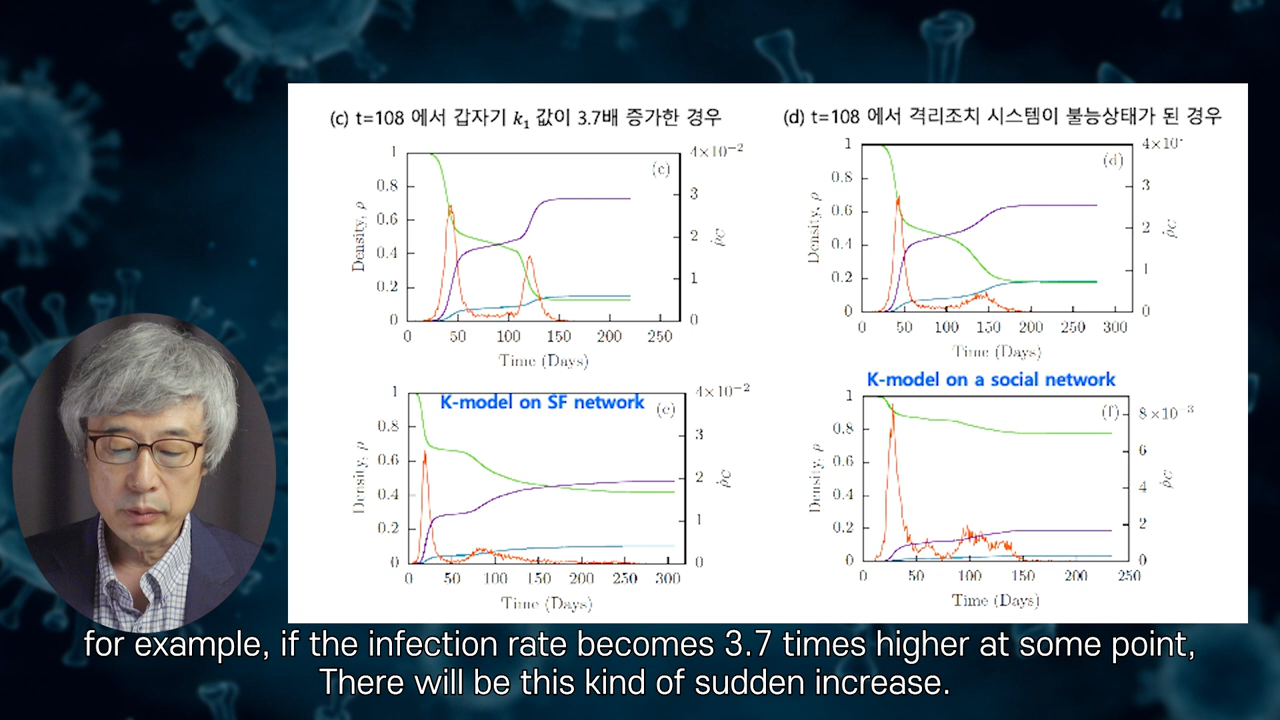 (c) t=108 에서 갑자기 k₁ 값이 3.7배 증가한 경우
1
0.8
0.6
0.4
0.2
0
Density, ρ
(c)
4×10⁻²
3
2
1
0
ρ̇C
0 50 100 150 200 250
Time (Days)
(d) t=108 에서 격리조치 시스템이 불능상태가 된 경우
1
0.8
0.6
0.4
0.2
0
Density, ρ
(d)
4×10⁻
3
2
1
0
ρ̇C
0 50 100 150 200 250 300
Time (Days)
K-model on SF network
1
0.8
0.6
0.4
0.2
0
Density, ρ
(e)
4×10⁻²
3
2
1
0
ρ̇C
0 50 100 150 200 250 300
Time (Days)
K-model on a social network
1
0.8
0.6
0.4
0.2
0
Density, ρ
(f)
8×10⁻³
6
4
2
0
ρ̇C
0 50 100 150 200 250
Time (Days)
for example, if the infection rate becomes 3.7 times higher at some point,
There will be this kind of sudden increase.